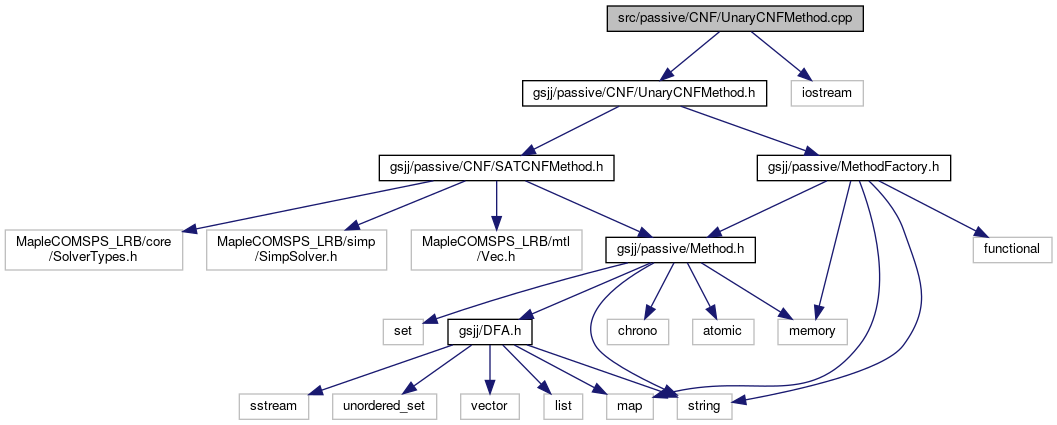 src/passive/CNF/UnaryCNFMethod.cpp
gsjj/passive/CNF/UnaryCNFMethod.h
iostream
gsjj/passive/CNF/SATCNFMethod.h
gsjj/passive/MethodFactory.h
MapleCOMSPS_LRB/core
/SolverTypes.h
MapleCOMSPS_LRB/simp
/SimpSolver.h
MapleCOMSPS_LRB/mtl
/Vec.h
gsjj/passive/Method.h
functional
set
gsjj/DFA.h
chrono
atomic
memory
sstream
unordered_set
vector
list
map
string